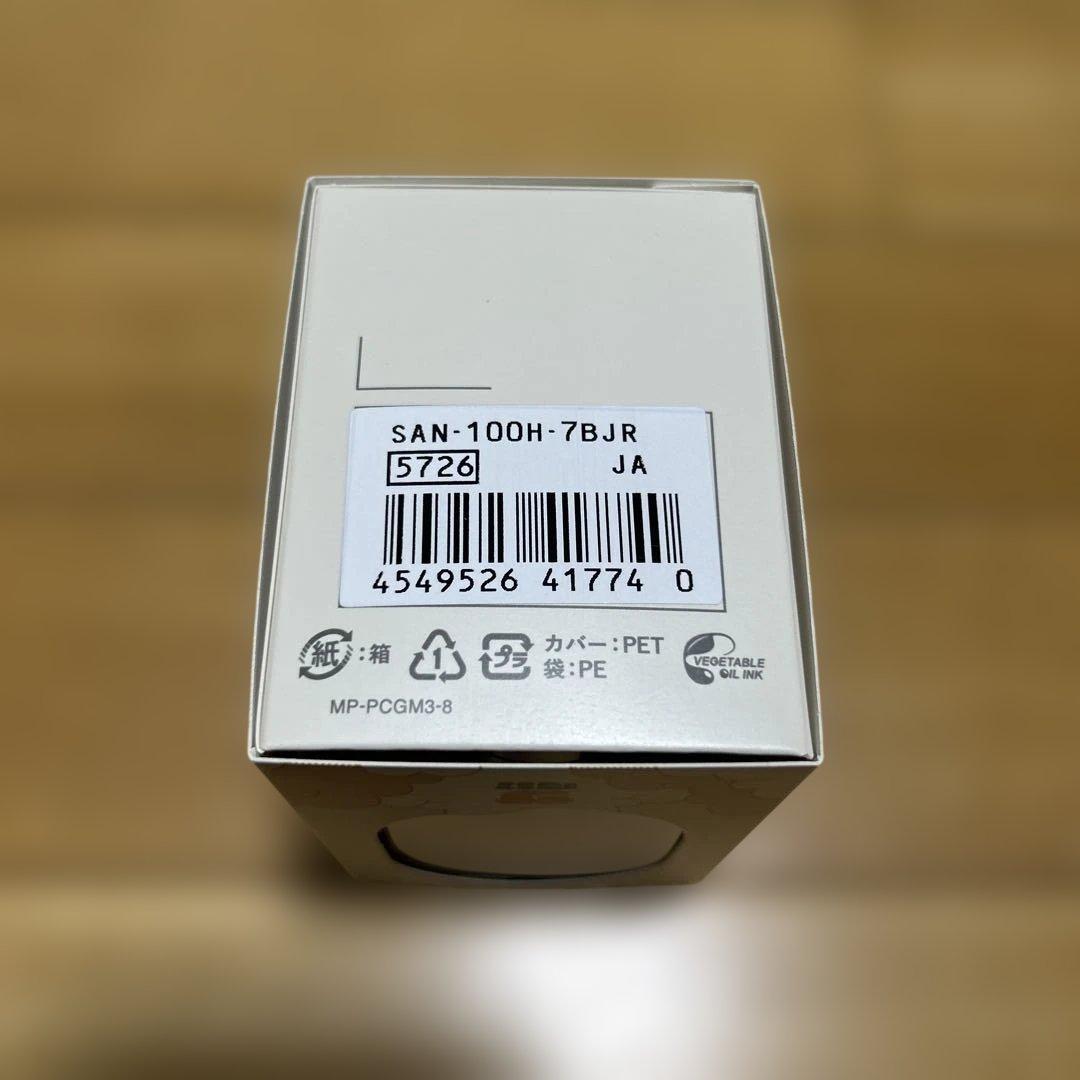 SAN-100H-7BJR
5726 JA
4549526 41774 0
紙:箱
1
プラ
カバー:PET
袋:PE
VEGETABLE
OIL INK
MP-PCGM3-8